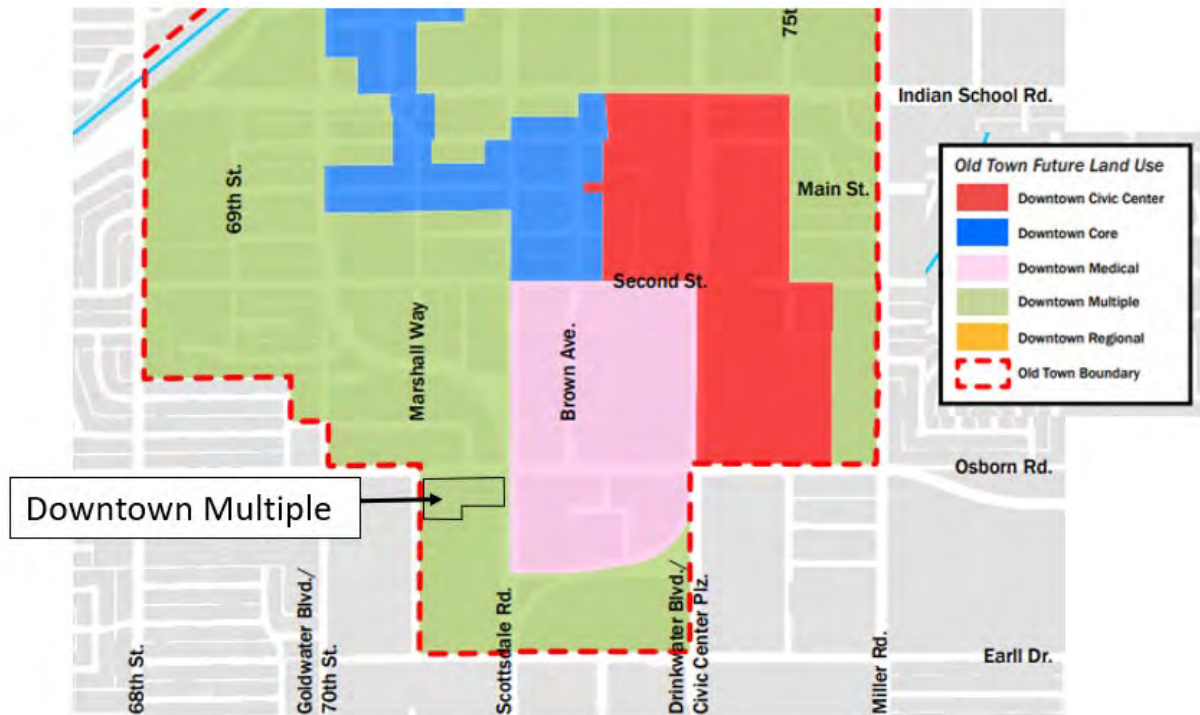 75t
Indian School Rd.
Old Town Future Land Use
Downtown Civic Center
Downtown Core
Downtown Medical
Downtown Multiple
Downtown Regional
Old Town Boundary
69th St.
Main St.
Second St.
Marshall Way
Brown Ave.
Osborn Rd.
Downtown Multiple
68th St.
Goldwater Blvd./
70th St.
Scottsdale Rd.
Drinkwater Blvd./
Civic Center Plz.
Miller Rd.
Earll Dr.